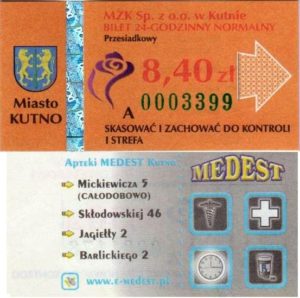 MZK Sp. z o.o. w Kutnie
BILET 24-GODZINNY NORMALNY
Przesiadkowy
8,40 zł
Miasto
KUTNO
A 0003399
SKASOWAĆ I ZACHOWAĆ DO KONTROLI
I STREFA
Apteki MEDEST Kutno
MEDEST
Mickiewicza 5
(CAŁODOBOWO)
Skłodowskiej 46
Jagiełły 2
Barlickiego 2
www.e-medest.pl